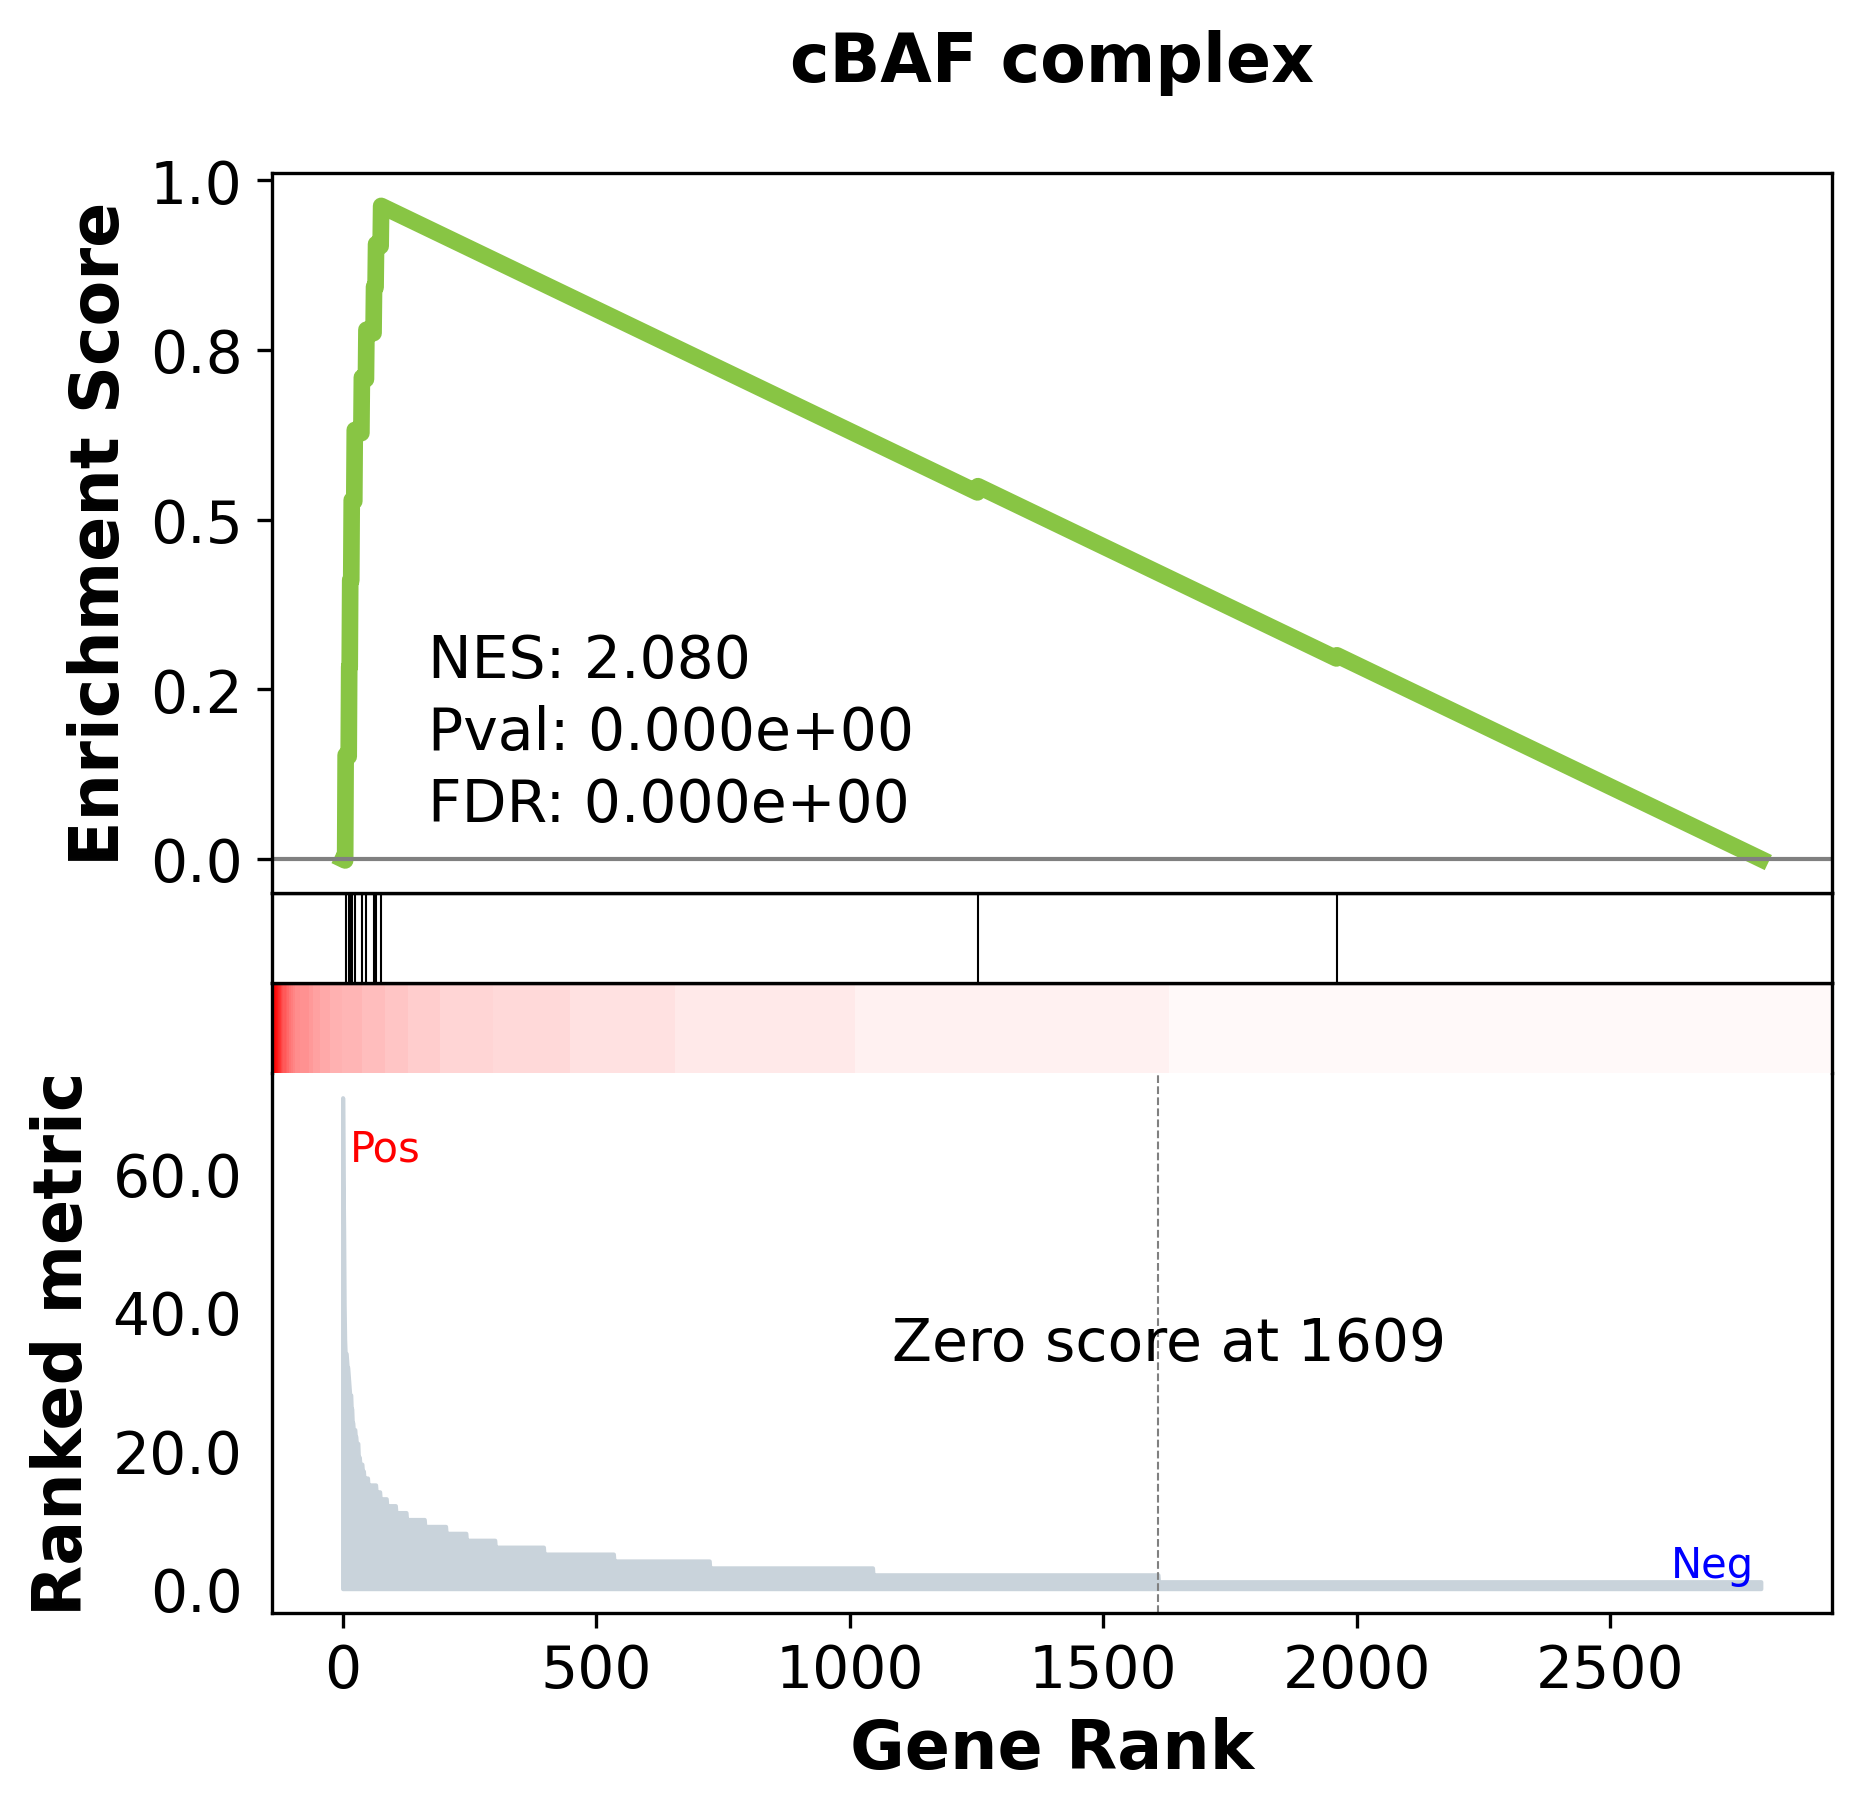 cBAF complex
Enrichment Score
1.0
0.8
0.5
0.2
0.0
NES: 2.080
Pval: 0.000e+00
FDR: 0.000e+00
Ranked metric
60.0
40.0
20.0
0.0
Pos
Zero score at 1609
Neg
0 500 1000 1500 2000 2500
Gene Rank